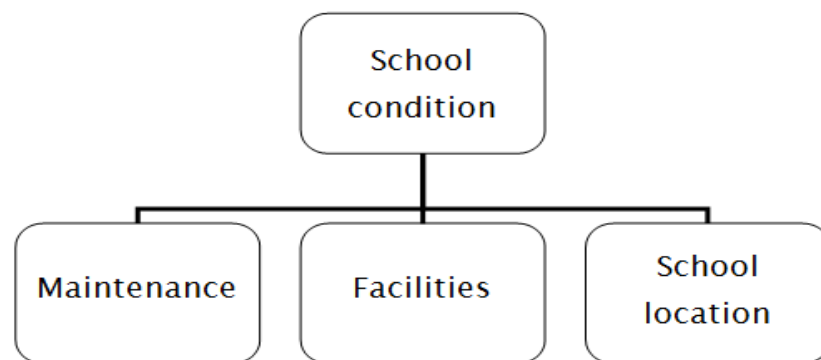 School
condition
Maintenance
Facilities
School
location